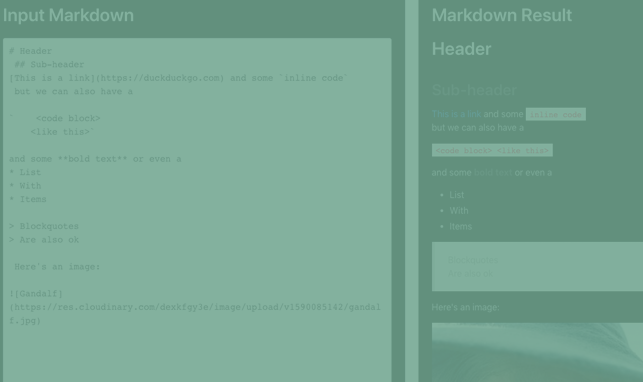 Input Markdown
# Header
## Sub-header
[This is a link](https://duckduckgo.com) and some `inline code`
but we can also have a
`    <code block>
<like this>`
and some **bold text** or even a
* List
* With
* Items
> Blockquotes
> Are also ok
Here's an image:
![Gandalf]
(https://res.cloudinary.com/deskfgy3e/image/upload/v1590085142/gandal
f.jpg)
Markdown Result
Header
Sub-header
This is a link and some inline code
but we can also have a
<code block> <like this>
and some bold text or even a
• List
• With
• Items
Blockquotes
Are also ok
Here's an image: